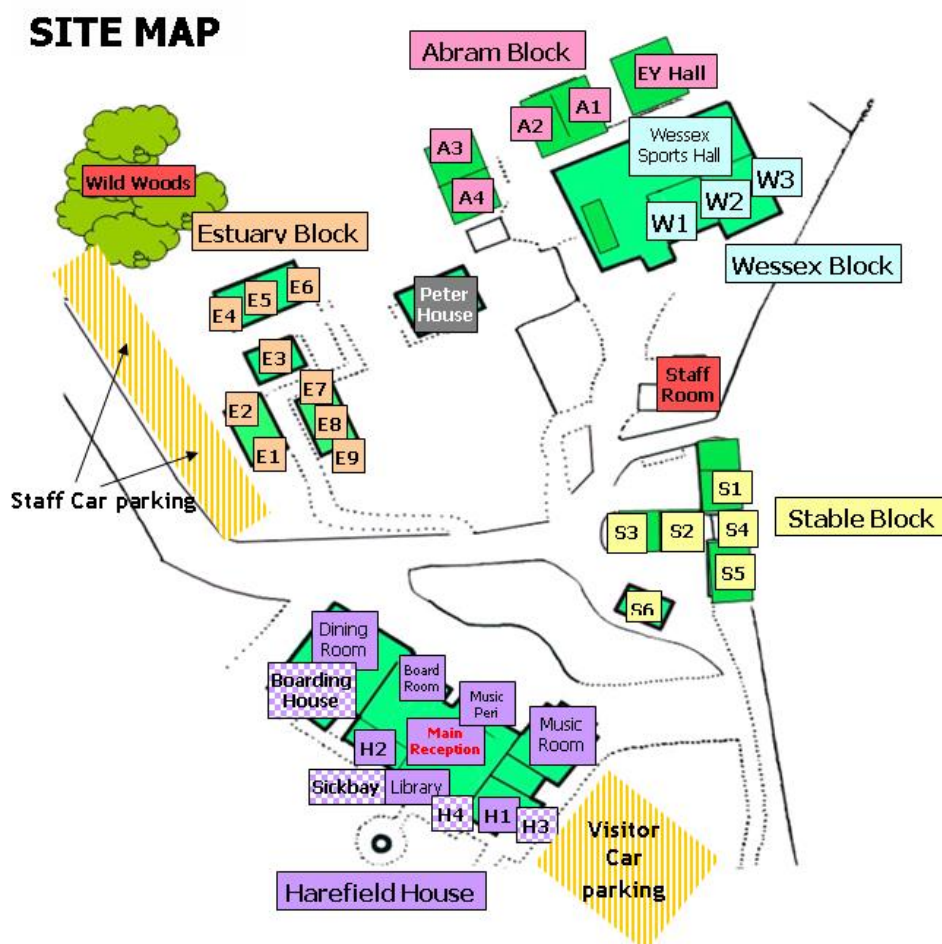 SITE MAP
Abram Block
EY Hall
A1
A2
A3
A4
Wessex
Sports Hall
W3
W2
W1
Wessex Block
Wild Woods
Estuary Block
E6
E5
E4
E3
E7
E2
E8
E1
E9
Peter
House
Staff
Room
Staff Car parking
S1
Stable Block
S3
S2
S4
S5
S6
Dining
Room
Boarding
House
Board
Room
Music
Peri
Music
Room
Main
Reception
H2
Sickbay
Library
H4
H1
H3
Visitor
Car
parking
Harefield House